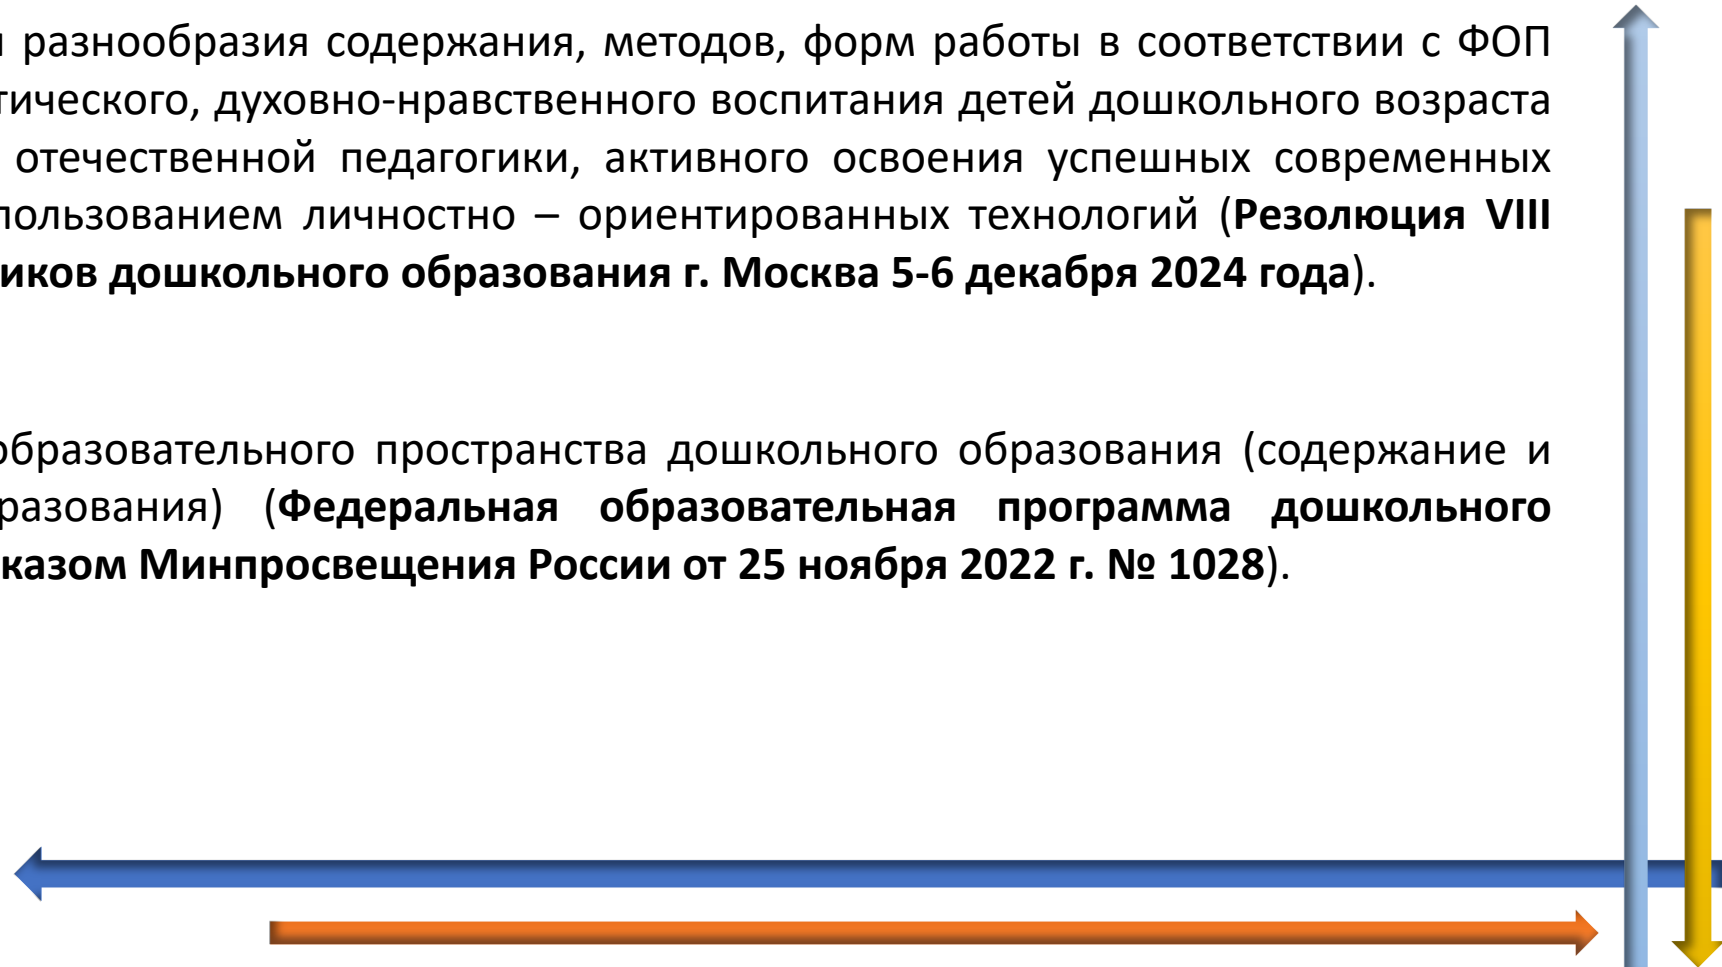 разнообразия содержания, методов, форм работы в соответствии с ФОП
тического, духовно-нравственного воспитания детей дошкольного возраста
отечественной педагогики, активного освоения успешных современных
пользованием личностно – ориентированных технологий (Резолюция VIII
иков дошкольного образования г. Москва 5-6 декабря 2024 года).
образовательного пространства дошкольного образования (содержание и
разования) (Федеральная образовательная программа дошкольного
казом Минпросвещения России от 25 ноября 2022 г. № 1028).